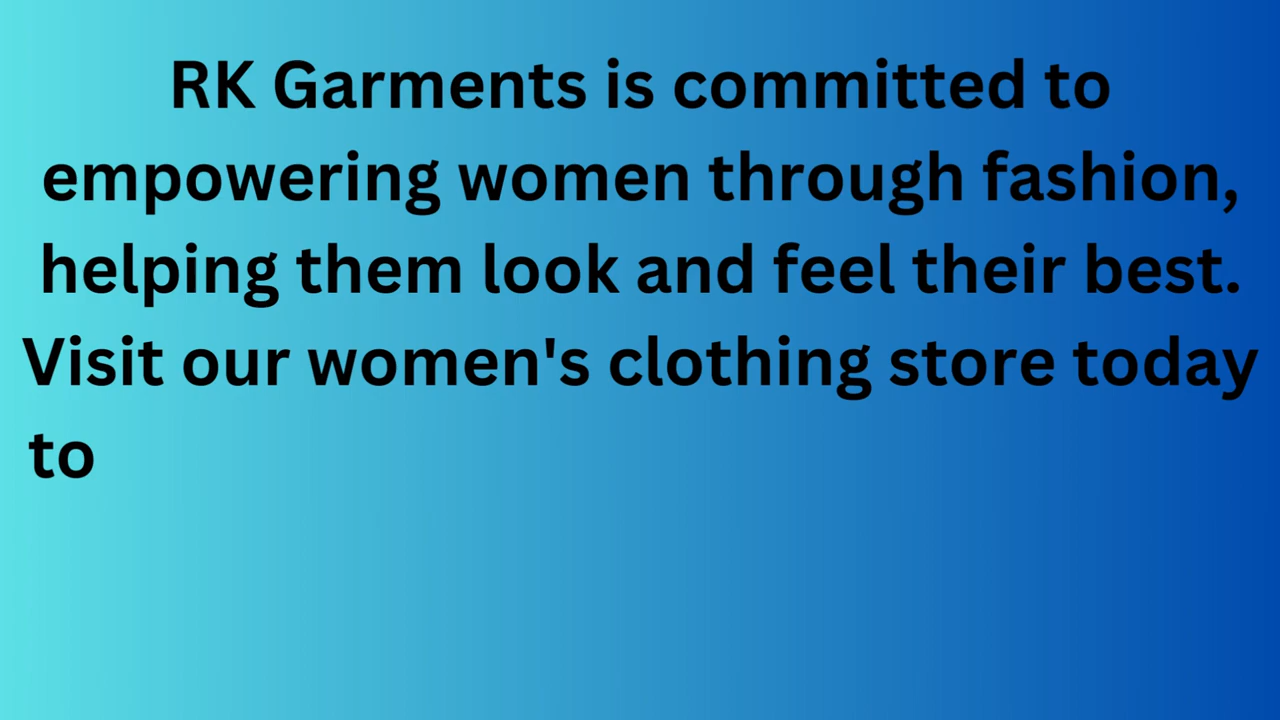 RK Garments is committed to
empowering women through fashion,
helping them look and feel their best.
Visit our women's clothing store today
to